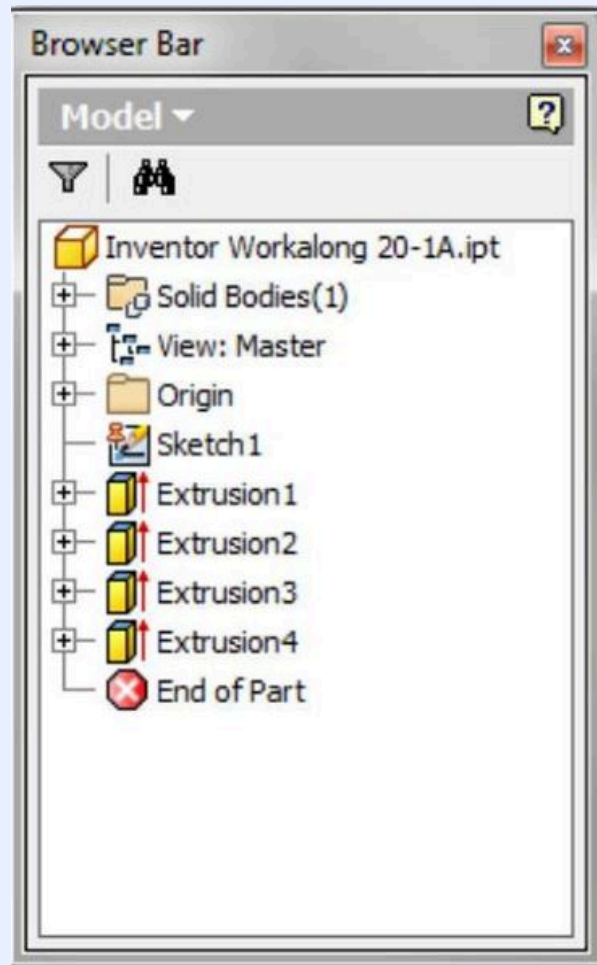 Browser Bar
Model
Inventor Workalong 20-1A.ipt
Solid Bodies(1)
View: Master
Origin
Sketch1
Extrusion1
Extrusion2
Extrusion3
Extrusion4
End of Part